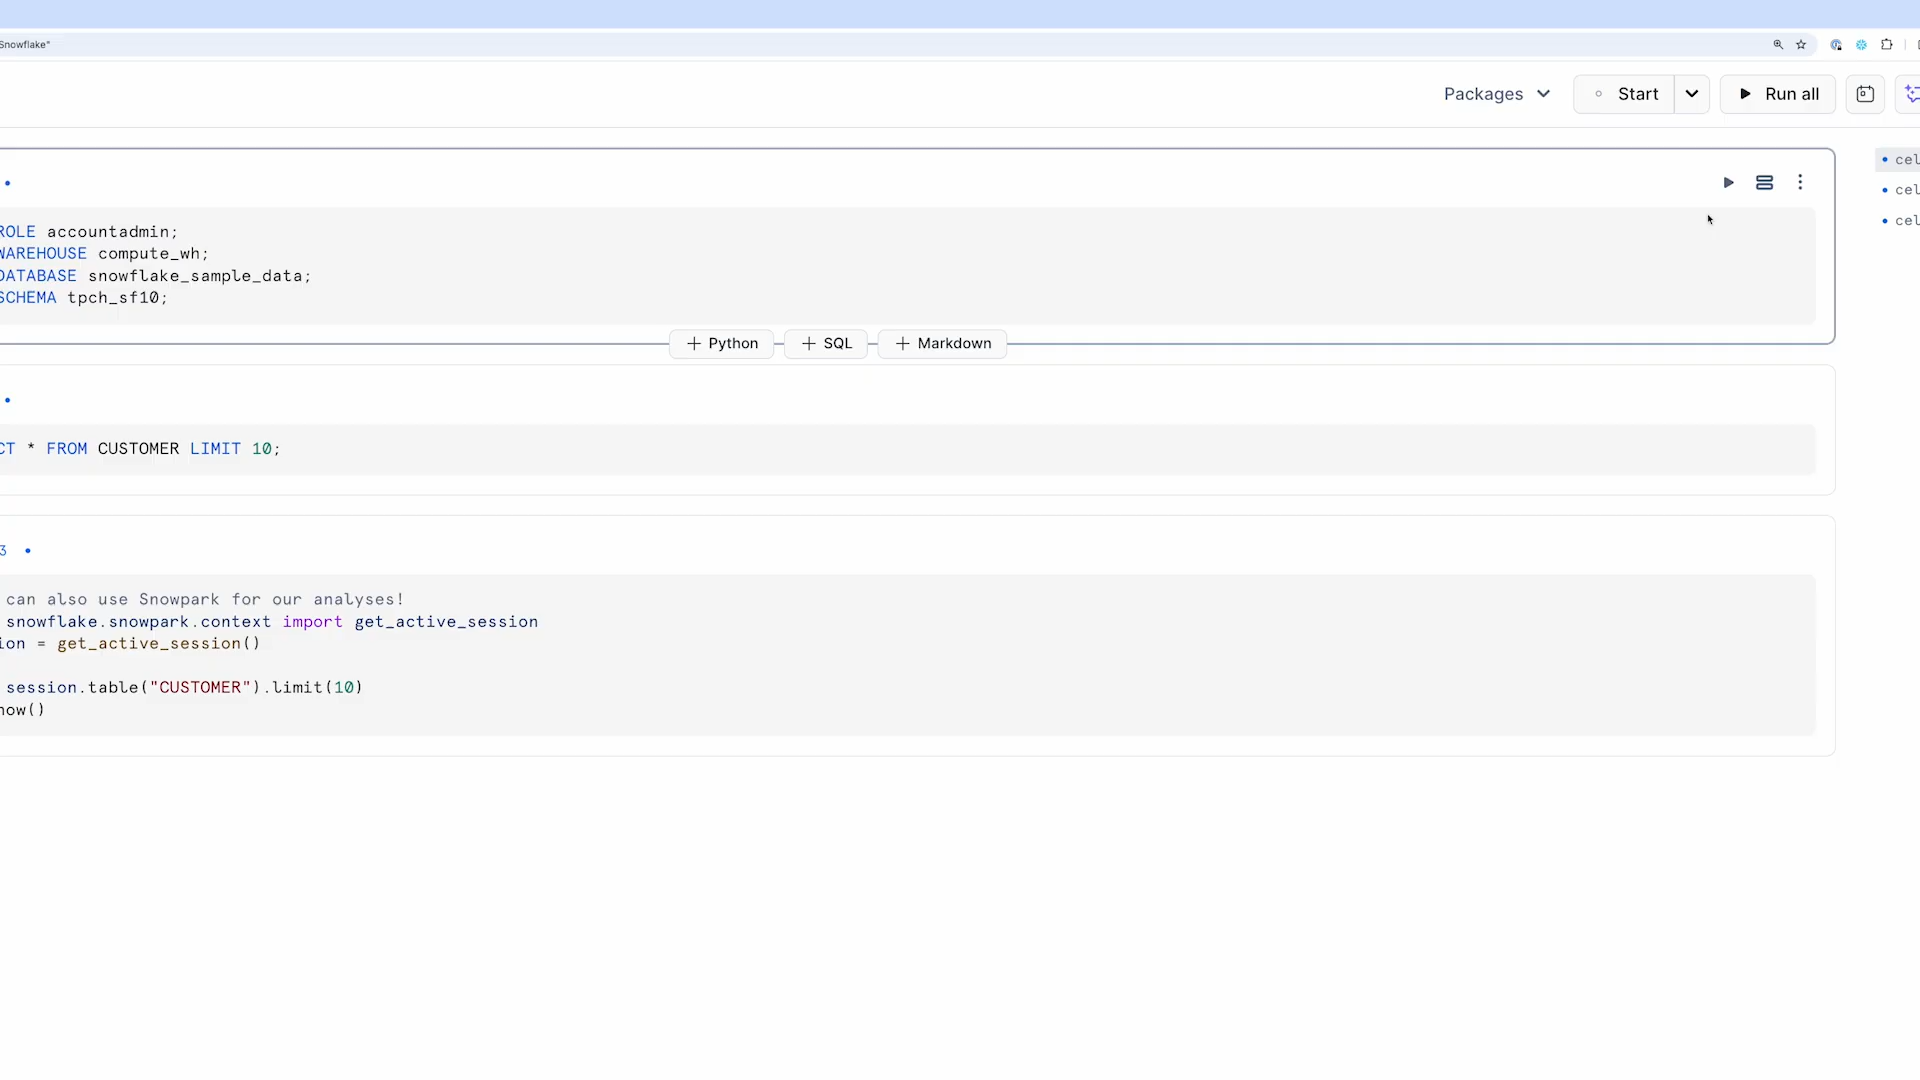 Snowflake"
Packages
Start
Run all
ROLE accountadmin;
WAREHOUSE compute_wh;
DATABASE snowflake_sample_data;
SCHEMA tpch_sf10;
+ Python
+ SQL
+ Markdown
CT * FROM CUSTOMER LIMIT 10;
3
can also use Snowpark for our analyses!
snowflake.snowpark.context import get_active_session
ion = get_active_session()
session.table("CUSTOMER").limit(10)
how()
cel
cel
cel